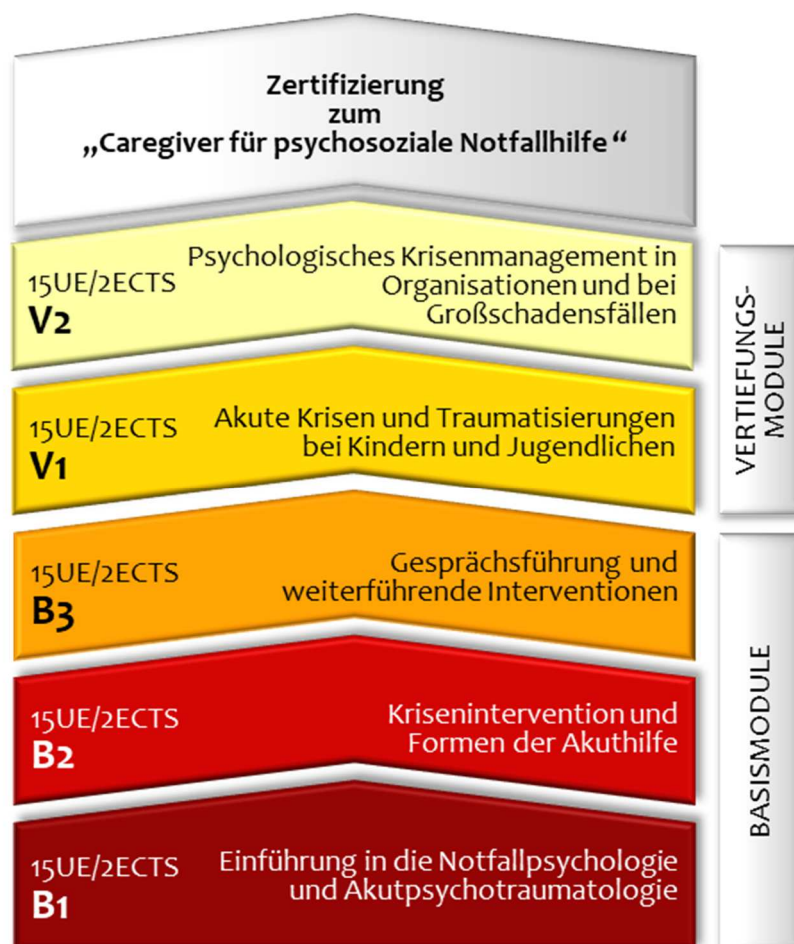 Zertifizierung
zum
„Caregiver für psychosoziale Notfallhilfe“
15UE/2ECTS
V2
Psychologisches Krisenmanagement in
Organisationen und bei
Großschadensfällen
15UE/2ECTS
V1
Akute Krisen und Traumatisierungen
bei Kindern und Jugendlichen
VERTIEFUNGS-
MODULE
15UE/2ECTS
B3
Gesprächsführung und
weiterführende Interventionen
15UE/2ECTS
B2
Krisenintervention und
Formen der Akuthilfe
15UE/2ECTS
B1
Einführung in die Notfallpsychologie
und Akutpsychotraumatologie
BASISMODULE